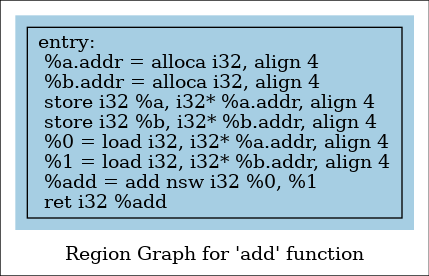 entry:
%a.addr = alloca i32, align 4
%b.addr = alloca i32, align 4
store i32 %a, i32* %a.addr, align 4
store i32 %b, i32* %b.addr, align 4
%0 = load i32, i32* %a.addr, align 4
%1 = load i32, i32* %b.addr, align 4
%add = add nsw i32 %0, %1
ret i32 %add
Region Graph for 'add' function